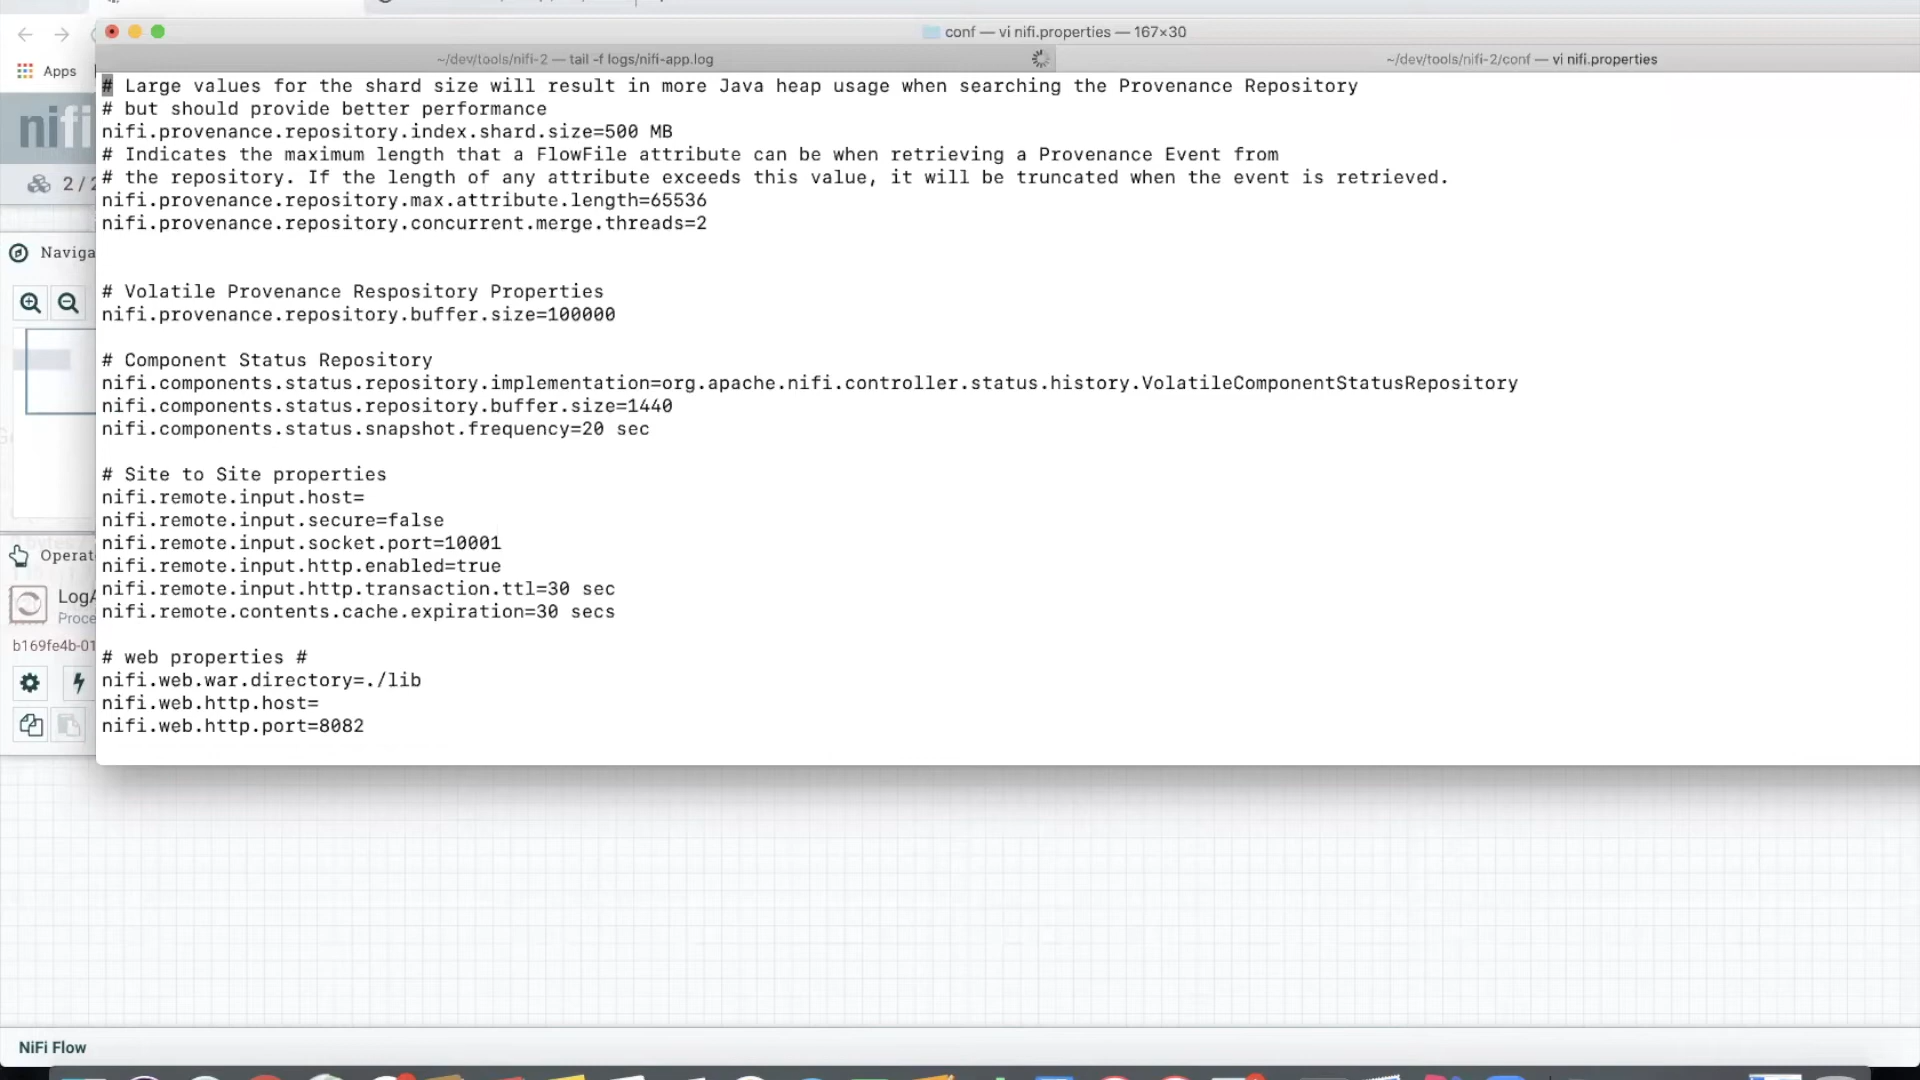 conf — vi nifi.properties — 167×30
~/dev/tools/nifi-2 — tail -f logs/nifi-app.log
~/dev/tools/nifi-2/conf — vi nifi.properties
Apps
nifi
2 / 2
Naviga
Operat
LogA
Proce
b169fe4b-01
# Large values for the shard size will result in more Java heap usage when searching the Provenance Repository
# but should provide better performance
nifi.provenance.repository.index.shard.size=500 MB
# Indicates the maximum length that a FlowFile attribute can be when retrieving a Provenance Event from
# the repository. If the length of any attribute exceeds this value, it will be truncated when the event is retrieved.
nifi.provenance.repository.max.attribute.length=65536
nifi.provenance.repository.concurrent.merge.threads=2
# Volatile Provenance Respository Properties
nifi.provenance.repository.buffer.size=100000
# Component Status Repository
nifi.components.status.repository.implementation=org.apache.nifi.controller.status.history.VolatileComponentStatusRepository
nifi.components.status.repository.buffer.size=1440
nifi.components.status.snapshot.frequency=20 sec
# Site to Site properties
nifi.remote.input.host=
nifi.remote.input.secure=false
nifi.remote.input.socket.port=10001
nifi.remote.input.http.enabled=true
nifi.remote.input.http.transaction.ttl=30 sec
nifi.remote.contents.cache.expiration=30 secs
# web properties #
nifi.web.war.directory=./lib
nifi.web.http.host=
nifi.web.http.port=8082
NiFi Flow